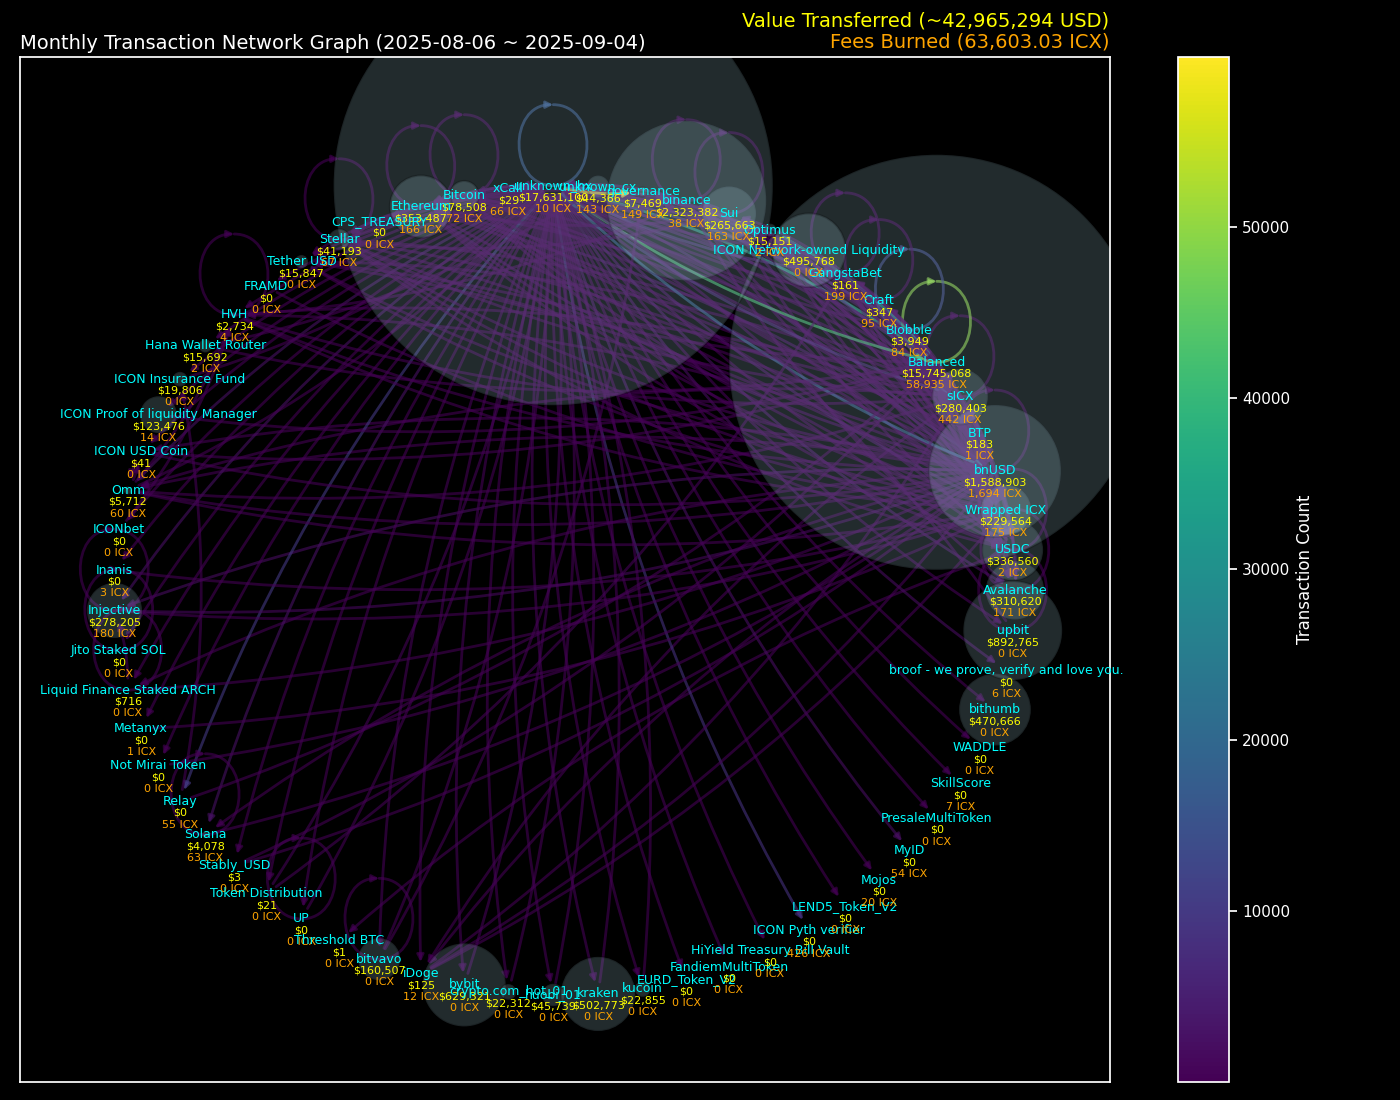 Value Transferred (~42,965,294 USD)
Monthly Transaction Network Graph (2025-08-06 ~ 2025-09-04)
Fees Burned (63,603.03 ICX)
xCall
$29
66 ICX
unknown_hx
10 ICX
unknown_cx
$44,366
143 ICX
governance
$7,469
149 ICX
binance
$2,323,382
38 ICX
Sui
$265,663
163 ICX
Optimus
$15,151
ICON Network-owned Liquidity
$495,768
0 ICX
GangstaBet
$161
199 ICX
Craft
$347
95 ICX
Blobble
$3,949
84 ICX
Balanced
$15,745,068
58,935 ICX
sICX
$280,403
442 ICX
BTP
$183
1 ICX
bnUSD
$1,588,903
1,694 ICX
Wrapped ICX
$229,564
175 ICX
USDC
$336,560
2 ICX
Avalanche
$310,620
171 ICX
upbit
$892,765
0 ICX
broof - we prove, verify and love you.
$0
6 ICX
bithumb
$470,666
0 ICX
WADDLE
$0
0 ICX
SkillScore
$0
7 ICX
PresaleMultiToken
$0
0 ICX
MyID
$0
54 ICX
Mojos
$0
20 ICX
LEND5_Token_V2
$0
0 ICX
ICON Pyth verifier
$0
426 ICX
HiYield Treasury Bill Vault
$0
0 ICX
FandiemMultiToken
$0
0 ICX
EURD_Token_V2
$0
0 ICX
kucoin
$22,855
0 ICX
kraken
$502,773
0 ICX
huobi-01
$45,739
0 ICX
crypto.com_hot_01
$22,312
0 ICX
bybit
$629,321
0 ICX
iDoge
$125
12 ICX
bitvavo
$160,507
0 ICX
Threshold BTC
$1
0 ICX
UP
$0
0 ICX
Token Distribution
$21
0 ICX
Stably_USD
$3
0 ICX
Solana
$4,078
63 ICX
Relay
$0
55 ICX
Not Mirai Token
$0
0 ICX
Metanyx
$0
1 ICX
Liquid Finance Staked ARCH
$716
0 ICX
Jito Staked SOL
$0
0 ICX
Injective
$278,205
180 ICX
Inanis
$0
3 ICX
ICONbet
$0
0 ICX
Omm
$5,712
60 ICX
ICON USD Coin
$41
0 ICX
ICON Proof of liquidity Manager
$123,476
14 ICX
ICON Insurance Fund
$19,806
0 ICX
Hana Wallet Router
$15,692
2 ICX
HVH
$2,734
4 ICX
FRAMD
$0
0 ICX
Tether USD
$15,847
0 ICX
Stellar
$41,193
CPS_TREASURY
$0
0 ICX
Ethereum
$353,487
166 ICX
Bitcoin
$78,508
72 ICX
50000
40000
30000
20000
10000
Transaction Count